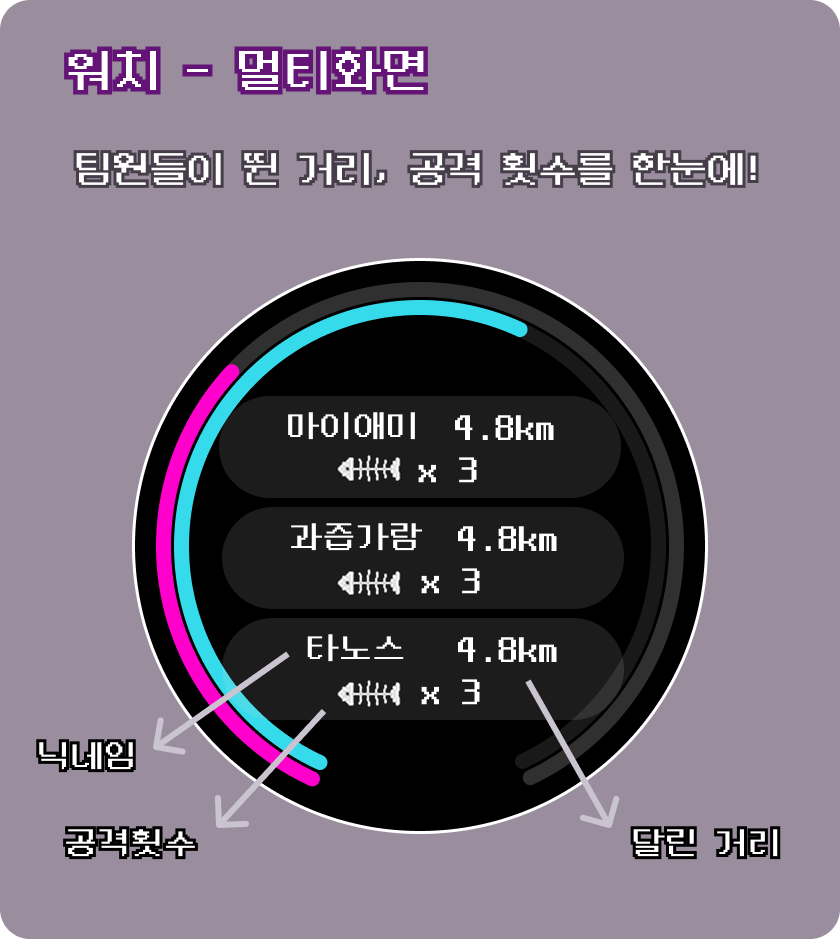 워치 - 멀티화면
팀원들이 뛴 거리, 공격 횟수를 한눈에!
마이애미 4.8km
x 3
과즙가람 4.8km
x 3
타노스 4.8km
x 3
닉네임
공격횟수
달린 거리